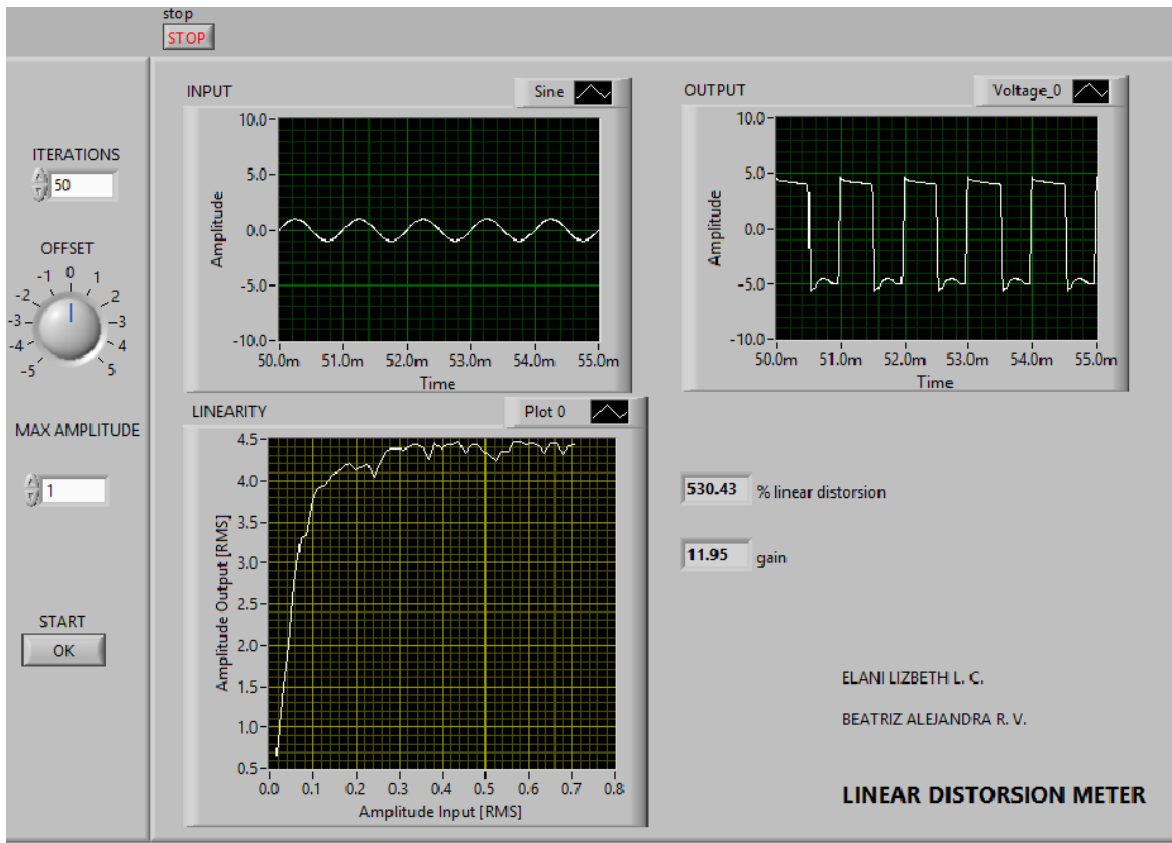 stop
STOP
ITERATIONS
50
OFFSET
-1 0 1
-2 2
-3 3
-4 4
-5 5
MAX AMPLITUDE
1
START
OK
INPUT
Sine
10.0
5.0
0.0
-5.0
-10.0
Amplitude
50.0m 51.0m 52.0m 53.0m 54.0m 55.0m
Time
OUTPUT
Voltage_0
10.0
5.0
0.0
-5.0
-10.0
Amplitude
50.0m 51.0m 52.0m 53.0m 54.0m 55.0m
Time
LINEARITY
Plot 0
4.5
4.0
3.5
3.0
2.5
2.0
1.5
1.0
0.5
Amplitude Output [RMS]
0.0 0.1 0.2 0.3 0.4 0.5 0.6 0.7 0.8
Amplitude Input [RMS]
530.43 % linear distorsion
11.95 gain
ELANI LIZBETH L. C.
BEATRIZ ALEJANDRA R. V.
LINEAR DISTORSION METER